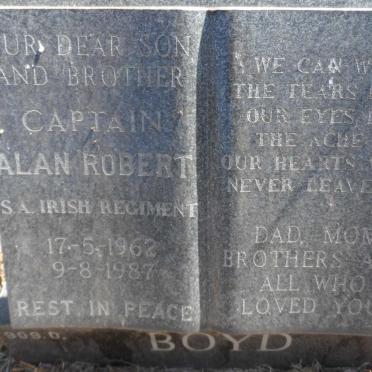 UR DEAR SON
AND BROTHER
CAPTAIN
ALAN ROBERT
S.A. IRISH REGIMENT
17-5-1962
9-8-1987
REST IN PEACE
WE CAN W
THE TEARS
OUR EYES
THE ACHE
OUR HEARTS
NEVER LEAVE
DAD, MOM
BROTHERS A
ALL WHO
LOVED YOU
909.0.
BOYD